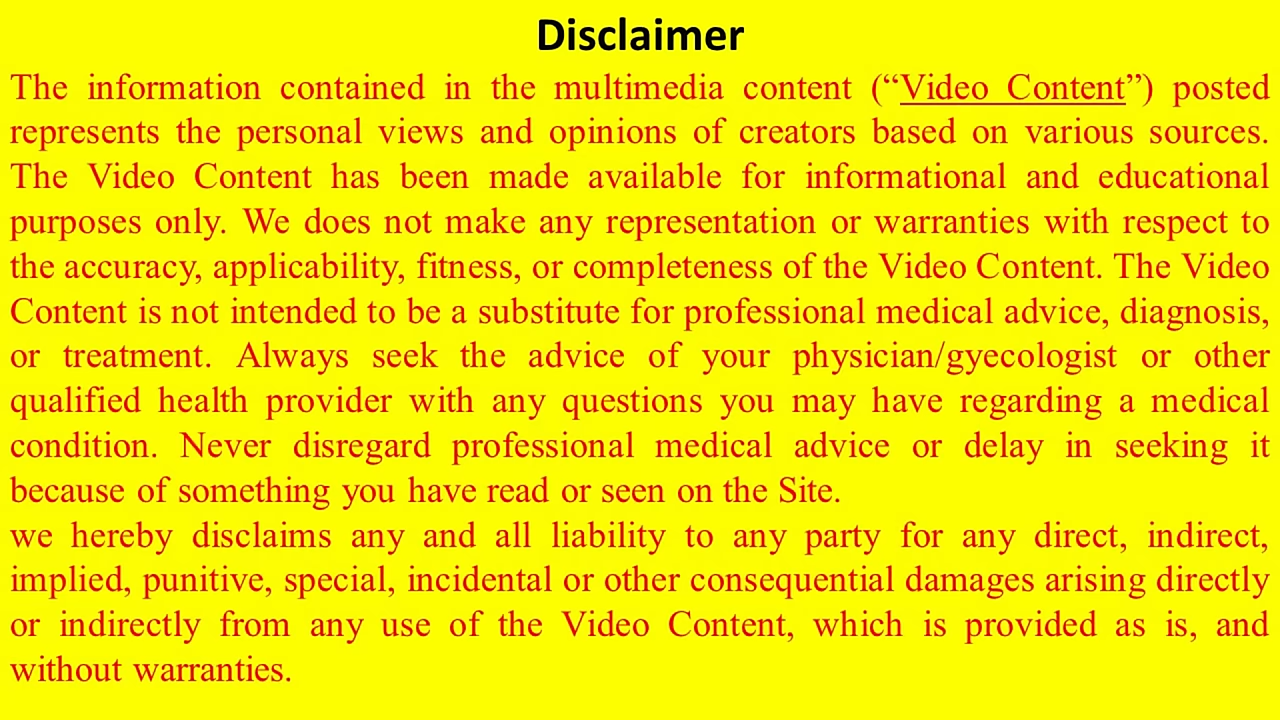 Disclaimer
The information contained in the multimedia content (“Video Content”) posted
represents the personal views and opinions of creators based on various sources.
The Video Content has been made available for informational and educational
purposes only. We does not make any representation or warranties with respect to
the accuracy, applicability, fitness, or completeness of the Video Content. The Video
Content is not intended to be a substitute for professional medical advice, diagnosis,
or treatment. Always seek the advice of your physician/gyecologist or other
qualified health provider with any questions you may have regarding a medical
condition. Never disregard professional medical advice or delay in seeking it
because of something you have read or seen on the Site.
we hereby disclaims any and all liability to any party for any direct, indirect,
implied, punitive, special, incidental or other consequential damages arising directly
or indirectly from any use of the Video Content, which is provided as is, and
without warranties.